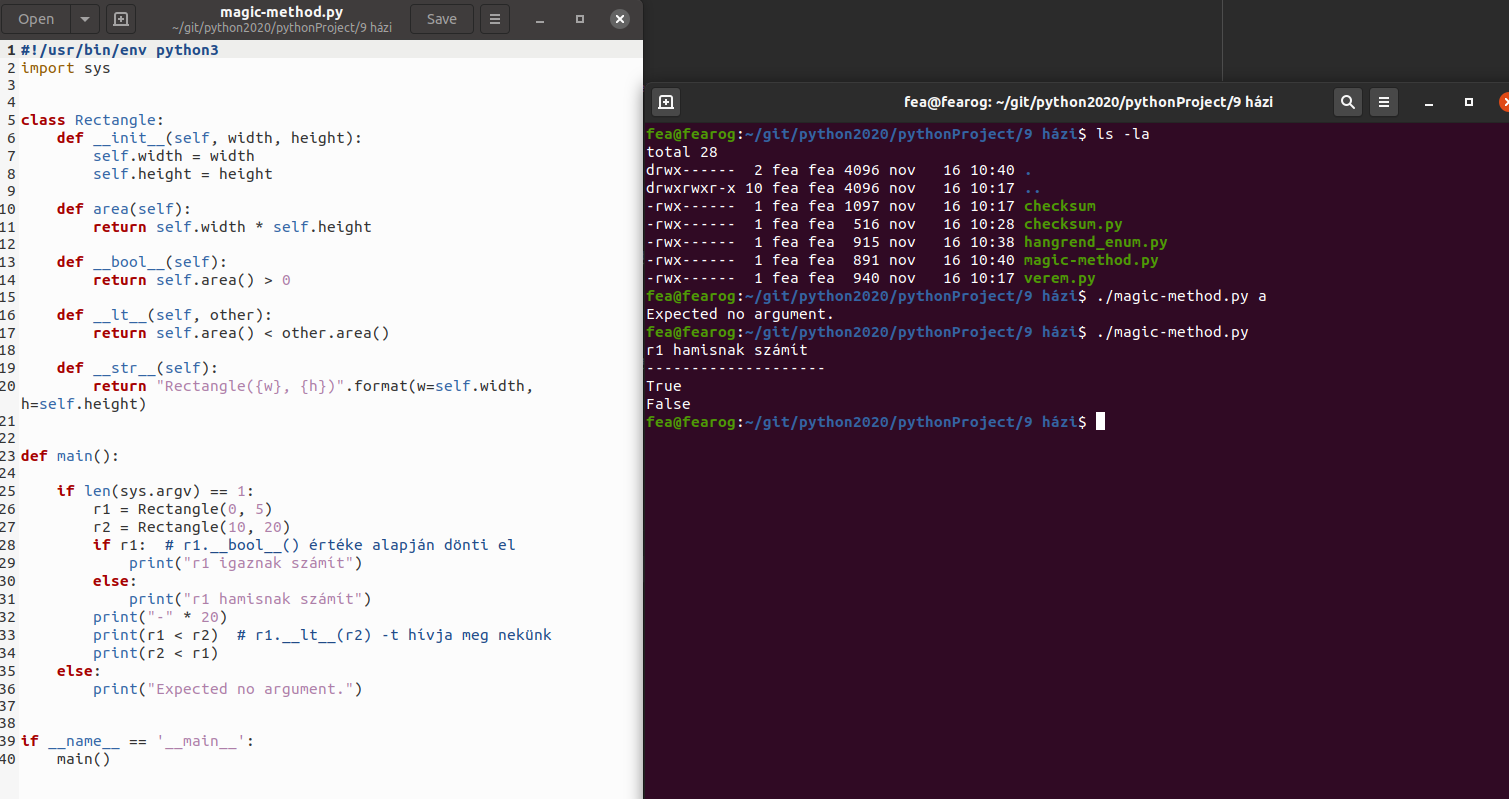 Open
magic-method.py
~/git/python2020/pythonProject/9 házi
Save
1 #!/usr/bin/env python3
2 import sys
3
4
5 class Rectangle:
6     def __init__(self, width, height):
7         self.width = width
8         self.height = height
9
10     def area(self):
11         return self.width * self.height
12
13     def __bool__(self):
14         return self.area() > 0
15
16     def __lt__(self, other):
17         return self.area() < other.area()
18
19     def __str__(self):
20         return "Rectangle({w}, {h})".format(w=self.width,
h=self.height)
21
22
23 def main():
24
25     if len(sys.argv) == 1:
26         r1 = Rectangle(0, 5)
27         r2 = Rectangle(10, 20)
28         if r1:  # r1.__bool__() értéke alapján dönti el
29             print("r1 igaznak számít")
30         else:
31             print("r1 hamisnak számít")
32         print("-" * 20)
33         print(r1 < r2)  # r1.__lt__(r2) -t hívja meg nekünk
34         print(r2 < r1)
35     else:
36         print("Expected no argument.")
37
38
39 if __name__ == '__main__':
40     main()
fea@fearog: ~/git/python2020/pythonProject/9 házi
fea@fearog:~/git/python2020/pythonProject/9 házi$ ls -la
total 28
drwx------  2 fea fea 4096 nov   16 10:40 .
drwxrwxr-x 10 fea fea 4096 nov   16 10:17 ..
-rwx------  1 fea fea 1097 nov   16 10:17 checksum
-rwx------  1 fea fea  516 nov   16 10:28 checksum.py
-rwx------  1 fea fea  915 nov   16 10:38 hangrend_enum.py
-rwx------  1 fea fea  891 nov   16 10:40 magic-method.py
-rwx------  1 fea fea  940 nov   16 10:17 verem.py
fea@fearog:~/git/python2020/pythonProject/9 házi$ ./magic-method.py a
Expected no argument.
fea@fearog:~/git/python2020/pythonProject/9 házi$ ./magic-method.py
r1 hamisnak számít
--------------------
True
False
fea@fearog:~/git/python2020/pythonProject/9 házi$